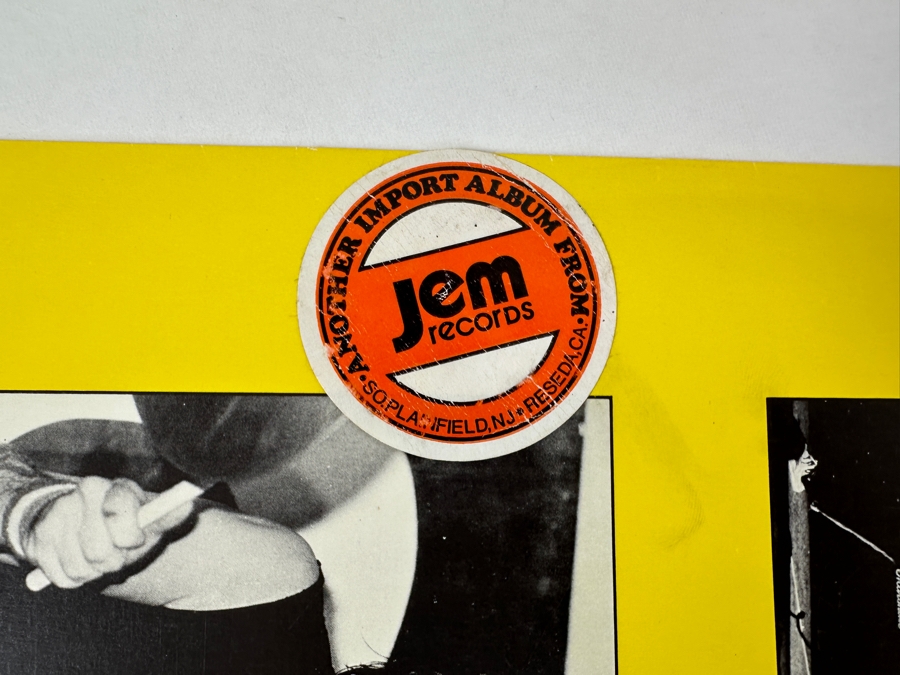 •ANOTHER IMPORT ALBUM FROM•
Jem
records
SO.PLAINFIELD,NJ•RESEDA,CA.